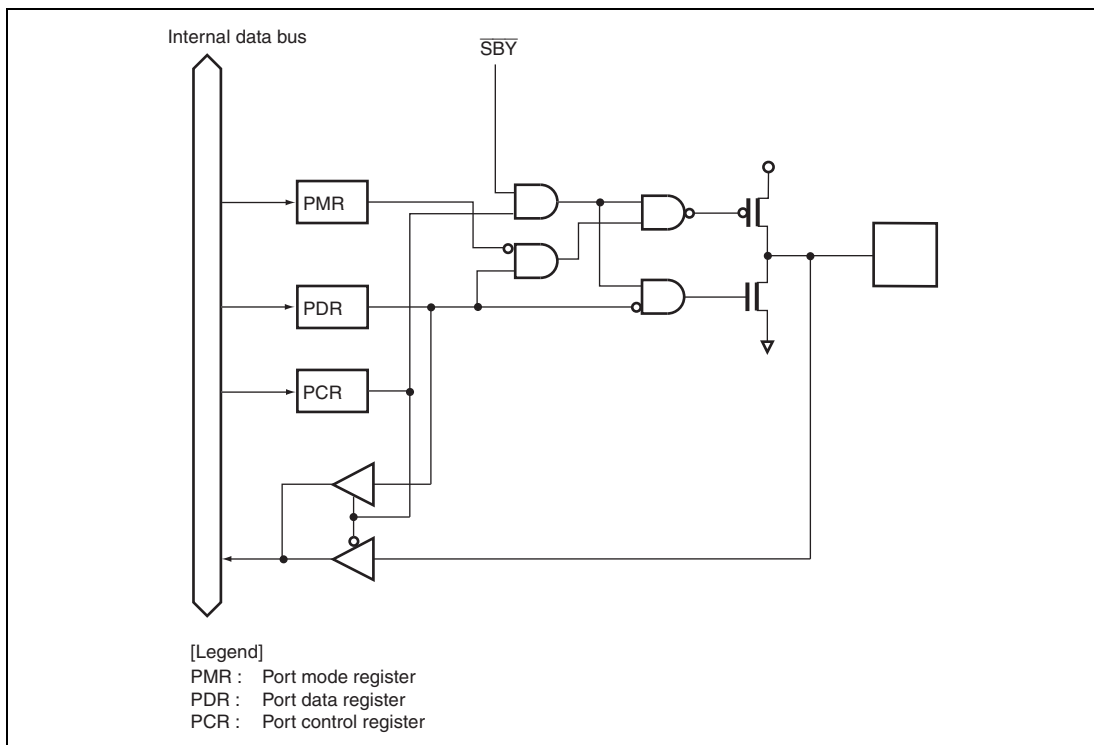 Internal data bus
S̅B̅Y̅
PMR
PDR
PCR
[Legend]
PMR : Port mode register
PDR : Port data register
PCR : Port control register